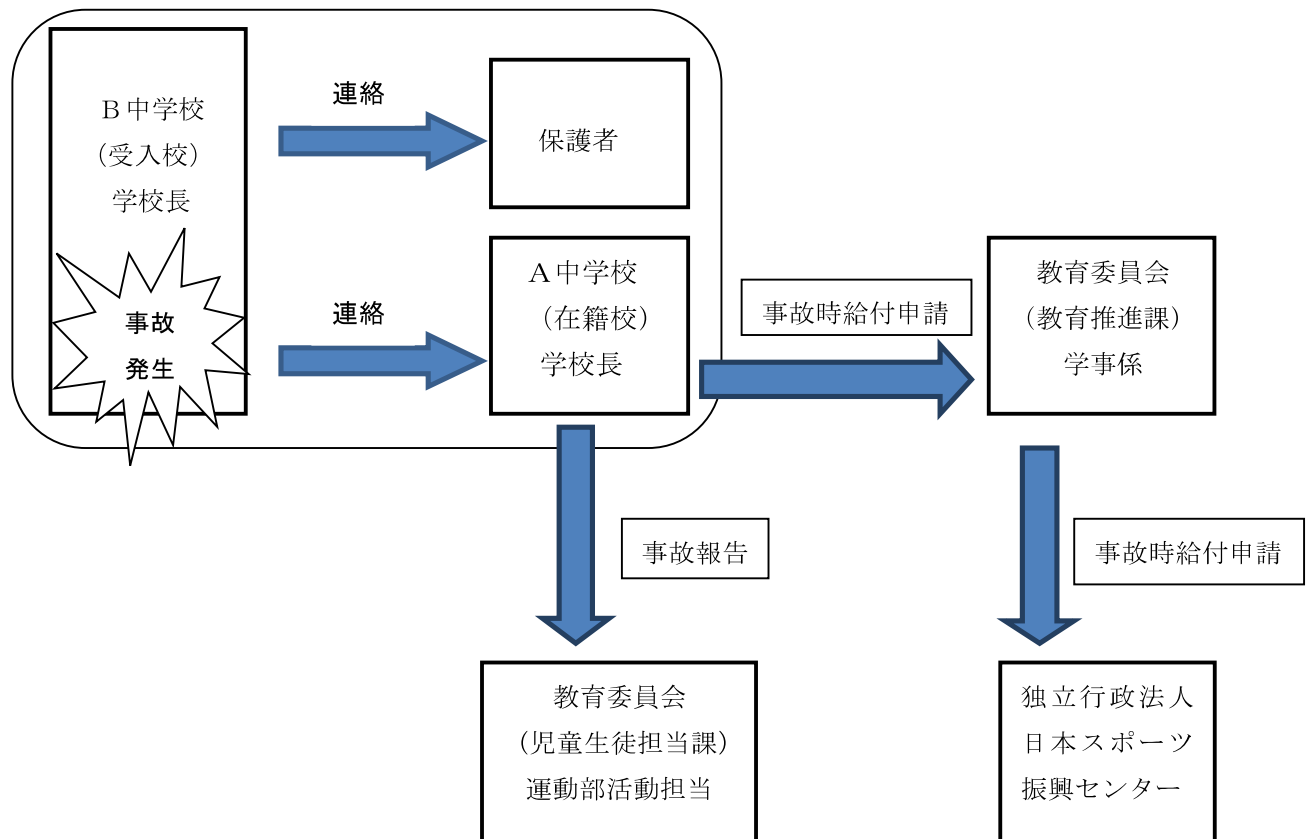 B中学校
（受入校）
学校長
事故
発生
連絡
保護者
連絡
A中学校
（在籍校）
学校長
事故時給付申請
教育委員会
（教育推進課）
学事係
事故報告
事故時給付申請
教育委員会
（児童生徒担当課）
運動部活動担当
独立行政法人
日本スポーツ
振興センター